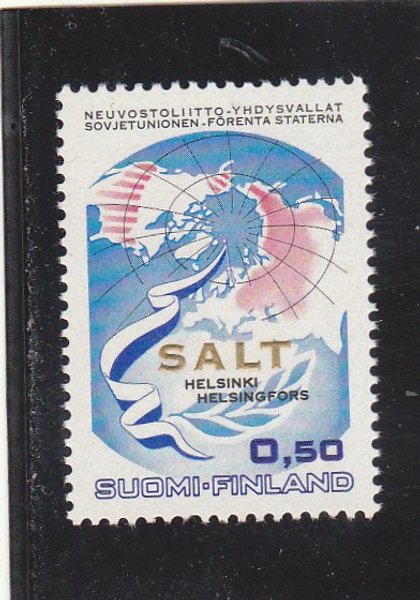 NEUVOSTOLIITTO-YHDYSVALLAT
SOVJETUNIONEN-FÖRENTA STATERNA
SALT
HELSINKI
HELSINGFORS
0,50
SUOMI·FINLAND